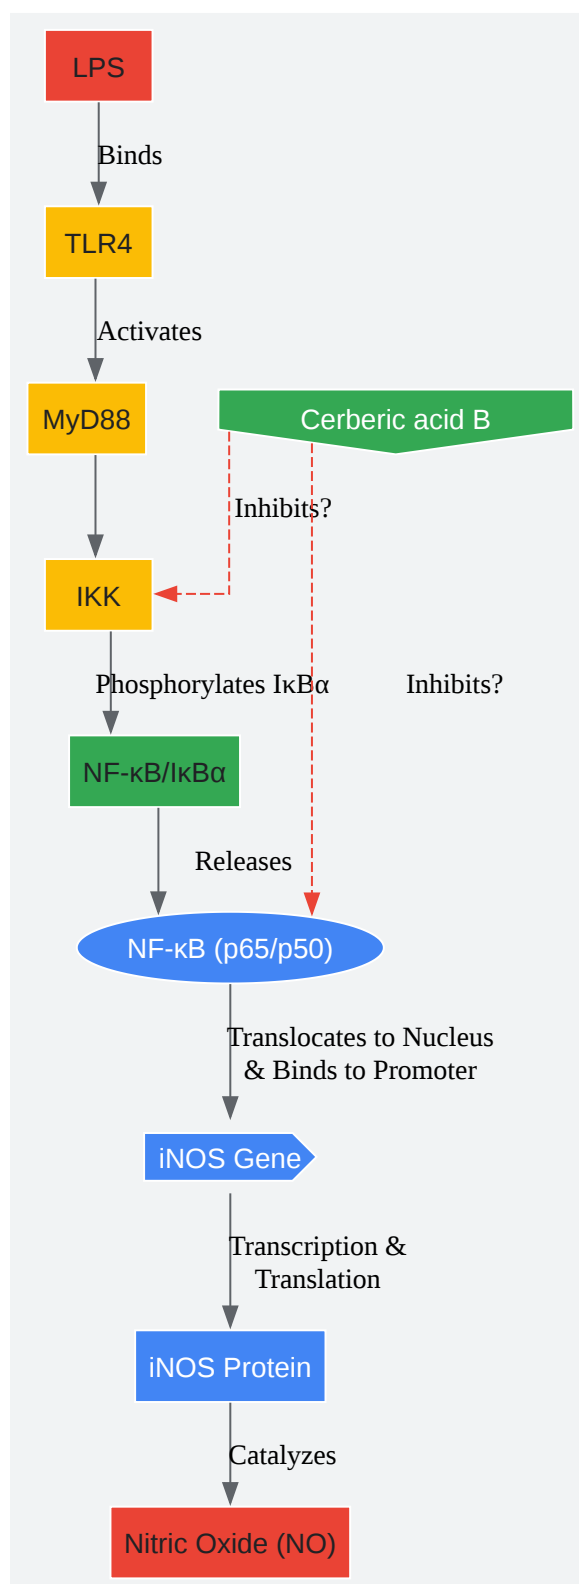 LPS
Binds
TLR4
Activates
MyD88
Cerberic acid B
Inhibits?
IKK
Phosphorylates IκBα
Inhibits?
NF-κB/IκBα
Releases
NF-κB (p65/p50)
Translocates to Nucleus
& Binds to Promoter
iNOS Gene
Transcription &
Translation
iNOS Protein
Catalyzes
Nitric Oxide (NO)